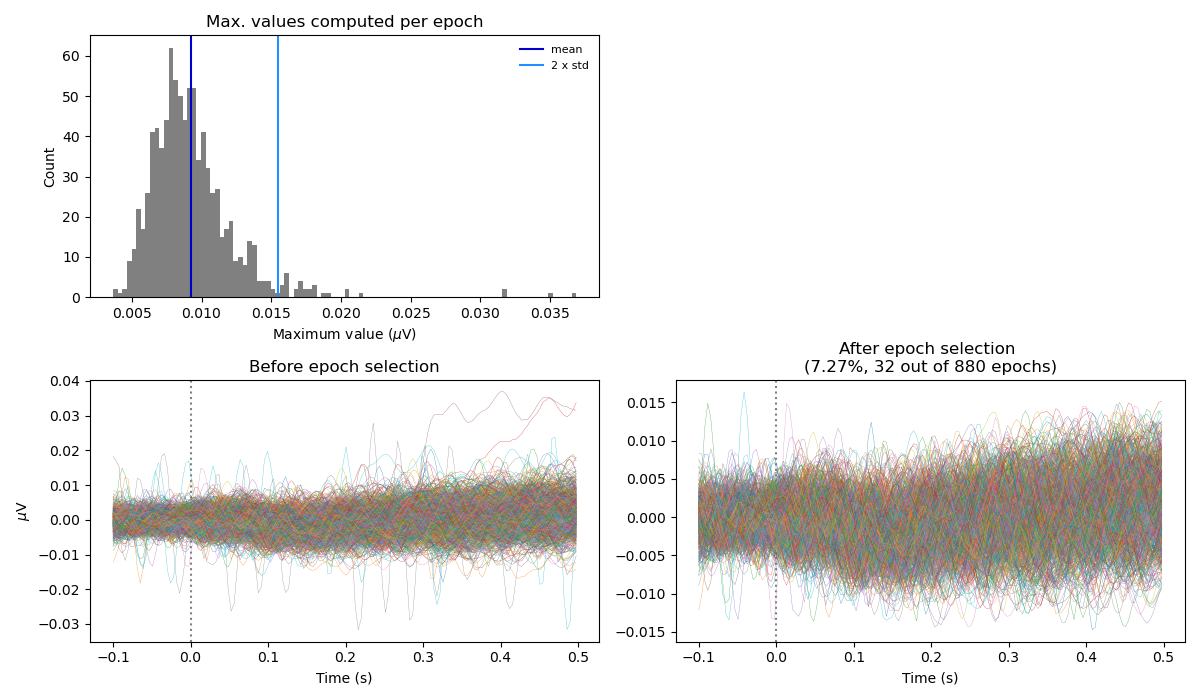 Max. values computed per epoch
mean
2 x std
60
50
40
30
20
10
0
Count
0.005 0.010 0.015 0.020 0.025 0.030 0.035
Maximum value (μV)
Before epoch selection
0.04
0.03
0.02
0.01
0.00
−0.01
−0.02
−0.03
μV
−0.1 0.0 0.1 0.2 0.3 0.4 0.5
Time (s)
After epoch selection
(7.27%, 32 out of 880 epochs)
0.015
0.010
0.005
0.000
−0.005
−0.010
−0.015
−0.1 0.0 0.1 0.2 0.3 0.4 0.5
Time (s)